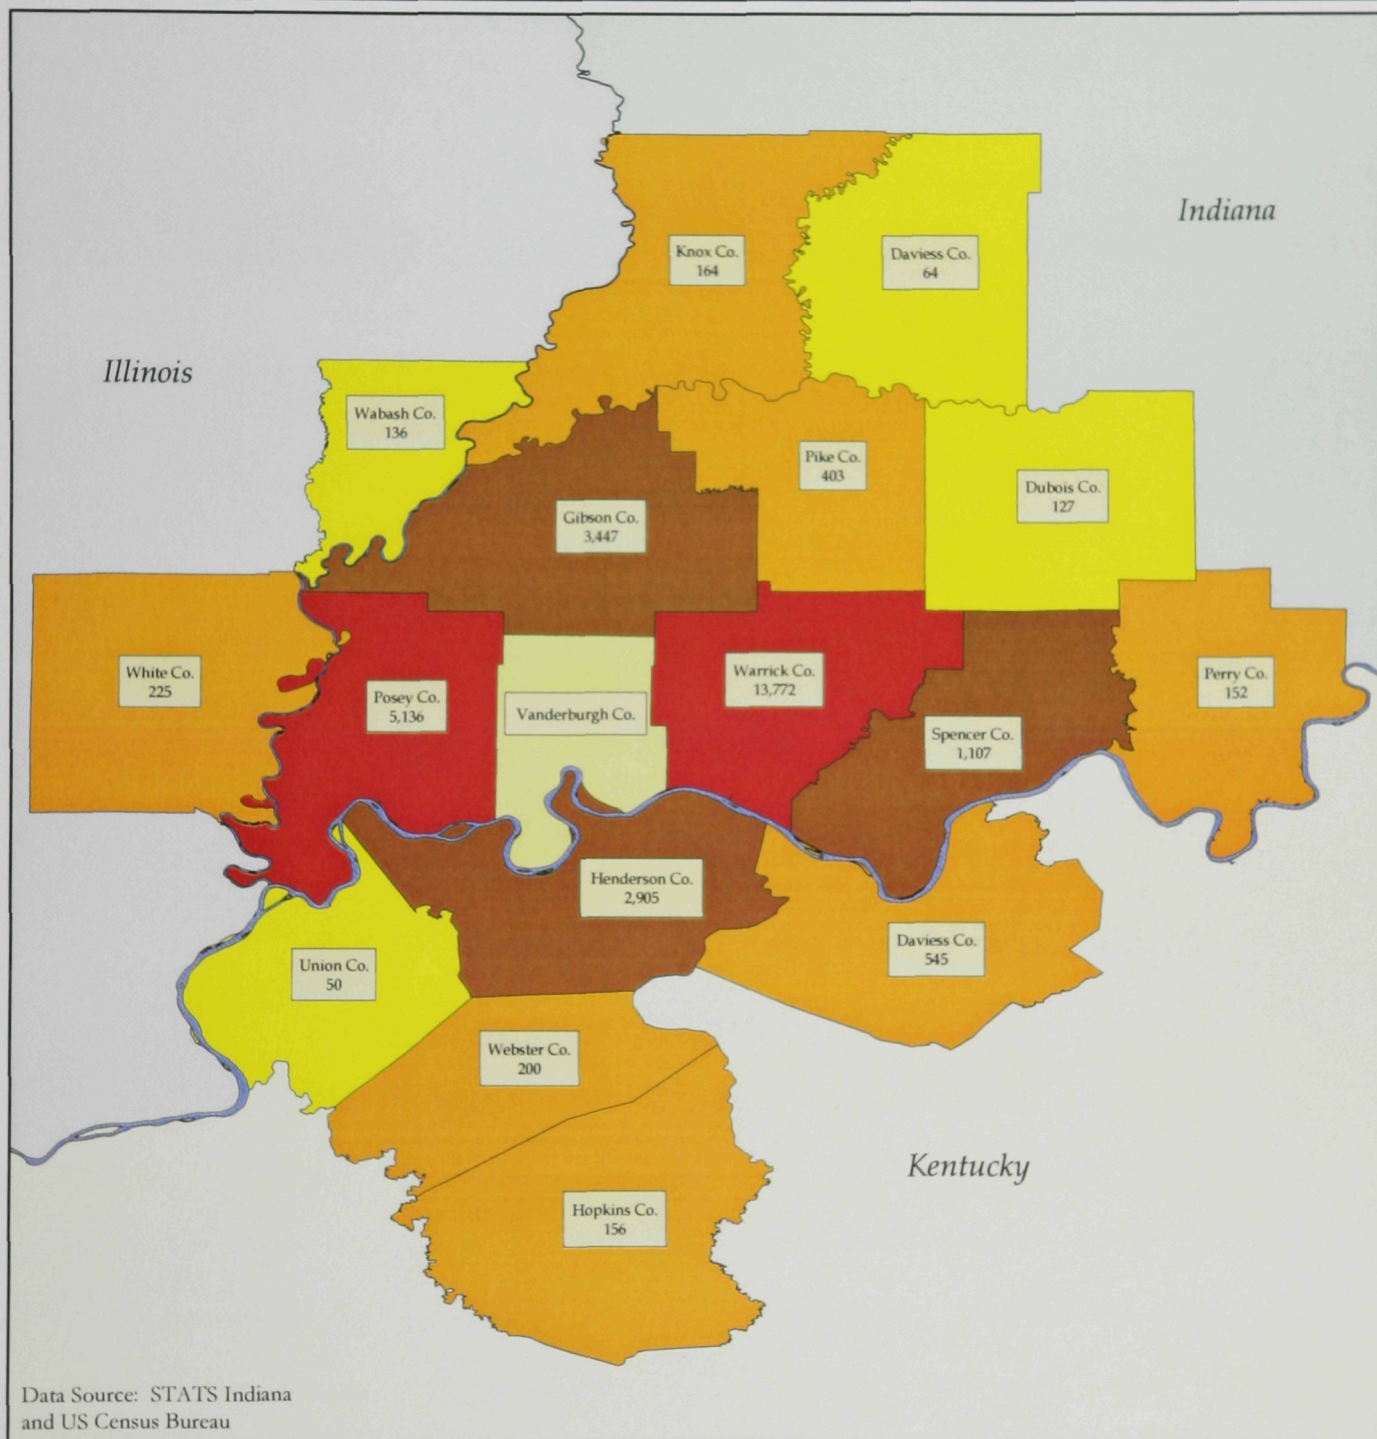 Indiana
Knox Co.
164
Daviess Co.
64
Illinois
Wabash Co.
136
Pike Co.
403
Dubois Co.
127
Gibson Co.
3,447
White Co.
225
Posey Co.
5,136
Vanderburgh Co.
Warrick Co.
13,772
Spencer Co.
1,107
Perry Co.
152
Henderson Co.
2,905
Daviess Co.
545
Union Co.
50
Webster Co.
200
Kentucky
Hopkins Co.
156
Data Source: STATS Indiana
and US Census Bureau